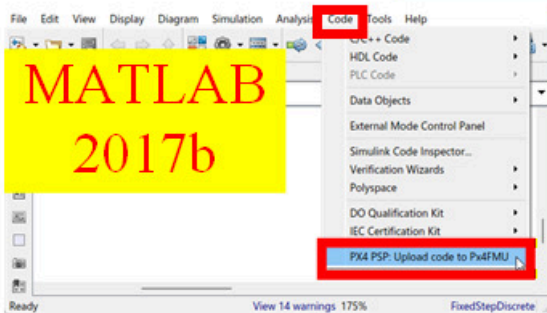 File Edit View Display Diagram Simulation Analysis Code Tools Help
C/C++ Code
HDL Code
PLC Code
Data Objects
External Mode Control Panel
Simulink Code Inspector...
Verification Wizards
Polyspace
DO Qualification Kit
IEC Certification Kit
PX4 PSP: Upload code to Px4FMU
MATLAB
2017b
Ready View 14 warnings 175% FixedStepDiscrete